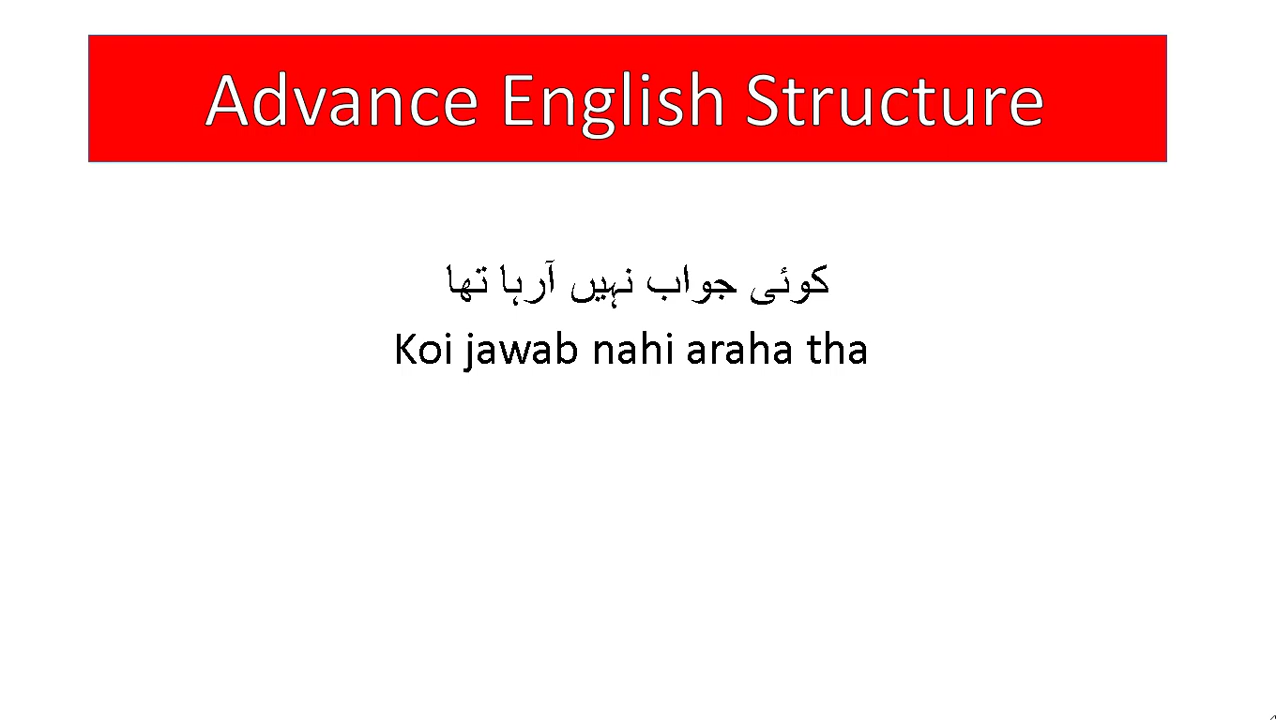 Advance English Structure
کوئی جواب نہیں آرہا تھا
Koi jawab nahi araha tha